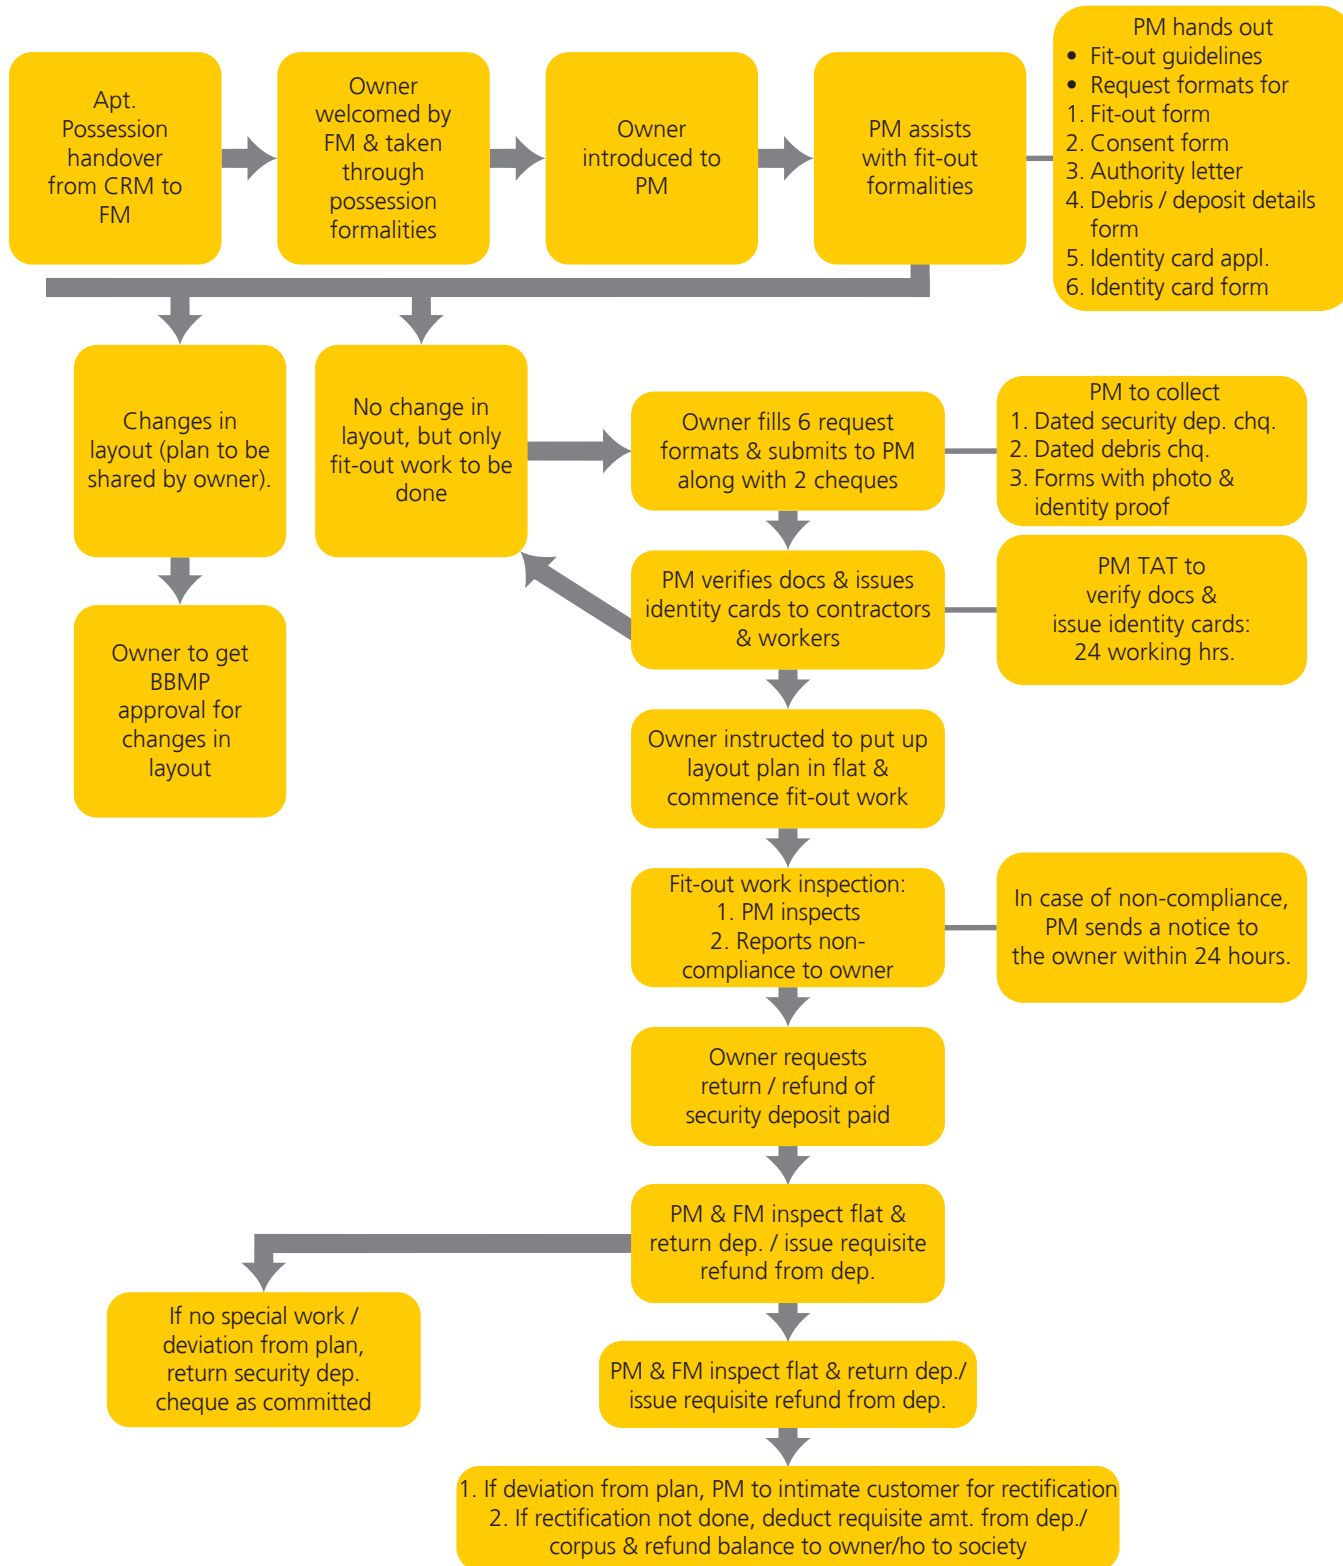 Apt.
Possession
handover
from CRM to
FM
Owner
welcomed by
FM & taken
through
possession
formalities
Owner
introduced to
PM
PM assists
with fit-out
formalities
PM hands out
• Fit-out guidelines
• Request formats for
1. Fit-out form
2. Consent form
3. Authority letter
4. Debris / deposit details
form
5. Identity card appl.
6. Identity card form
Changes in
layout (plan to be
shared by owner).
No change in
layout, but only
fit-out work to be
done
Owner fills 6 request
formats & submits to PM
along with 2 cheques
PM to collect
1. Dated security dep. chq.
2. Dated debris chq.
3. Forms with photo &
identity proof
Owner to get
BBMP
approval for
changes in
layout
PM verifies docs & issues
identity cards to contractors
& workers
PM TAT to
verify docs &
issue identity cards:
24 working hrs.
Owner instructed to put up
layout plan in flat &
commence fit-out work
Fit-out work inspection:
1. PM inspects
2. Reports non-
compliance to owner
In case of non-compliance,
PM sends a notice to
the owner within 24 hours.
Owner requests
return / refund of
security deposit paid
PM & FM inspect flat &
return dep. / issue requisite
refund from dep.
If no special work /
deviation from plan,
return security dep.
cheque as committed
PM & FM inspect flat & return dep./
issue requisite refund from dep.
1. If deviation from plan, PM to intimate customer for rectification
2. If rectification not done, deduct requisite amt. from dep./
corpus & refund balance to owner/ho to society